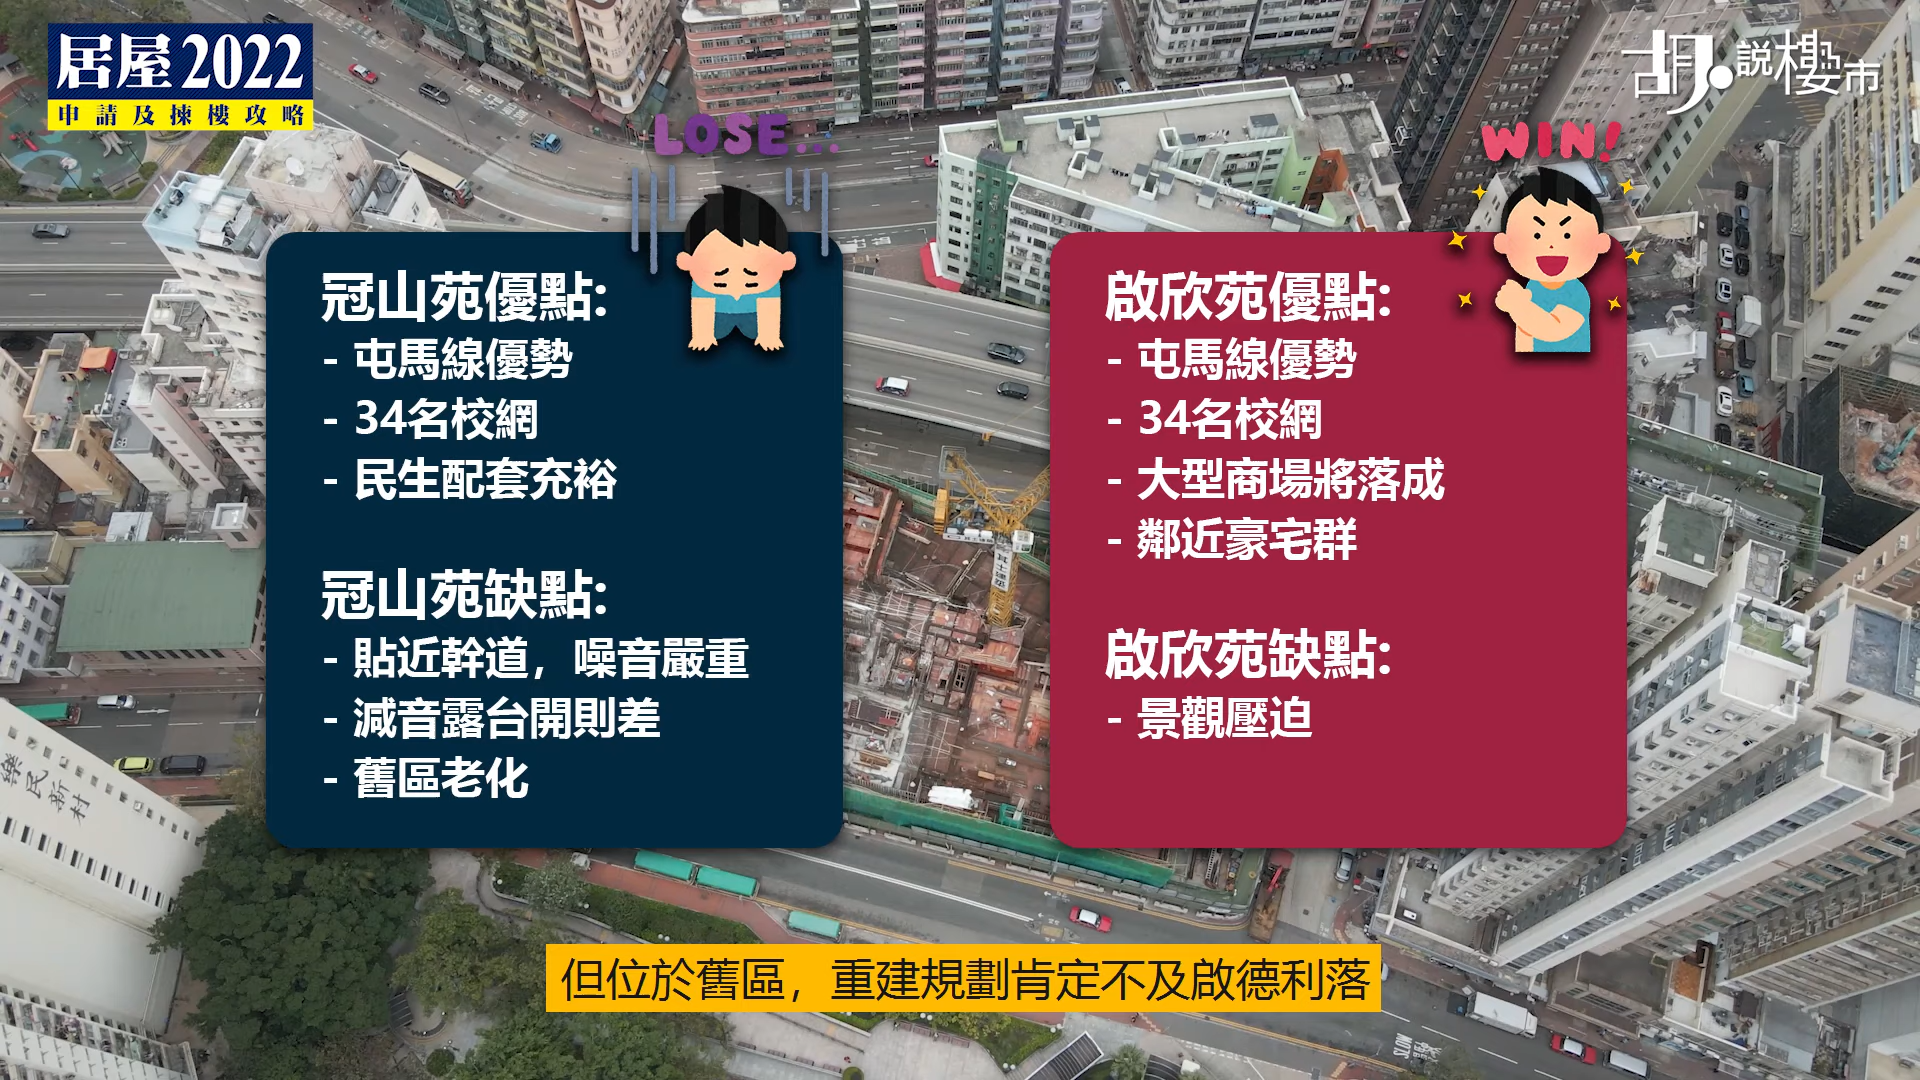 居屋2022
申請及揀樓攻略
胡.說樓市
LOSE...
WIN!
冠山苑優點:
- 屯馬線優勢
- 34名校網
- 民生配套充裕
冠山苑缺點:
- 貼近幹道，噪音嚴重
- 減音露台開則差
- 舊區老化
啟欣苑優點:
- 屯馬線優勢
- 34名校網
- 大型商場將落成
- 鄰近豪宅群
啟欣苑缺點:
- 景觀壓迫
樂民新村
SLOW
但位於舊區，重建規劃肯定不及啟德利落